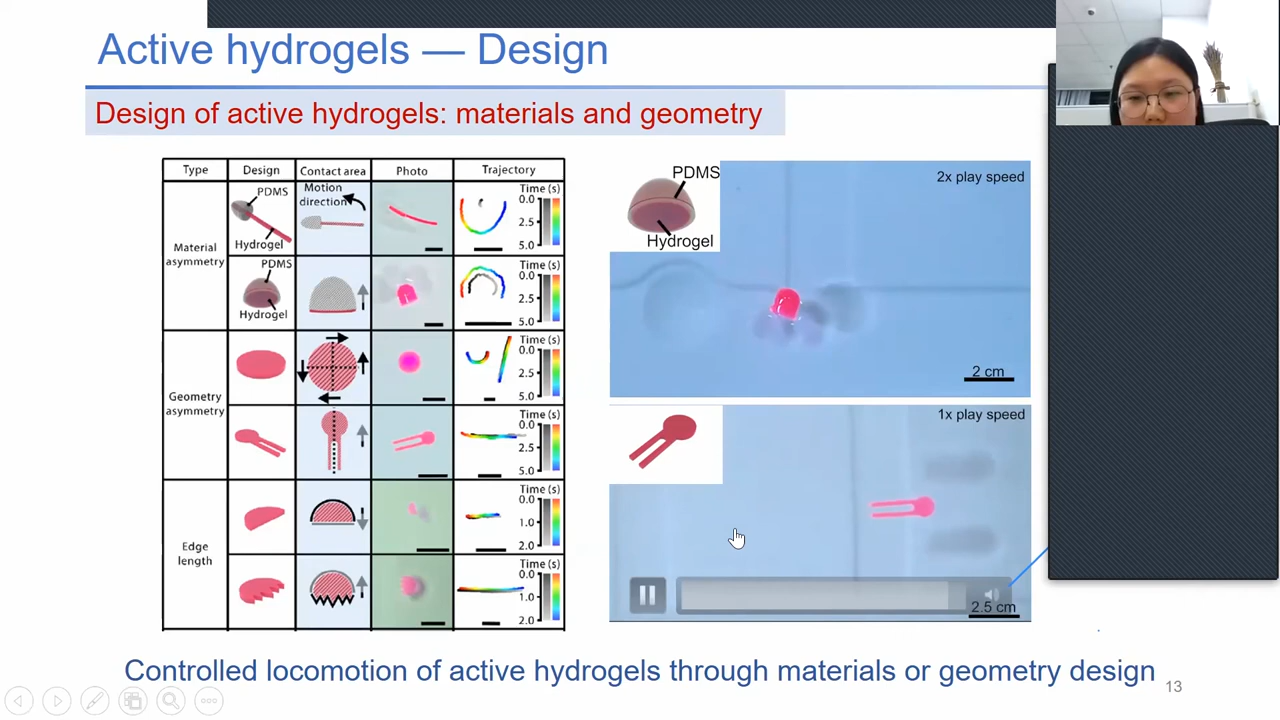 Active hydrogels — Design
Design of active hydrogels: materials and geometry
Type Design Contact area Photo Trajectory
Material asymmetry
PDMS
Hydrogel
Motion direction
Time (s)
0.0
2.5
5.0
PDMS
Hydrogel
Time (s)
0.0
2.5
5.0
Geometry asymmetry
Time (s)
0.0
2.5
5.0
Time (s)
0.0
2.5
5.0
Edge length
Time (s)
0.0
1.0
2.0
Time (s)
0.0
1.0
2.0
PDMS
Hydrogel
2x play speed
2 cm
1x play speed
2.5 cm
Controlled locomotion of active hydrogels through materials or geometry design
13